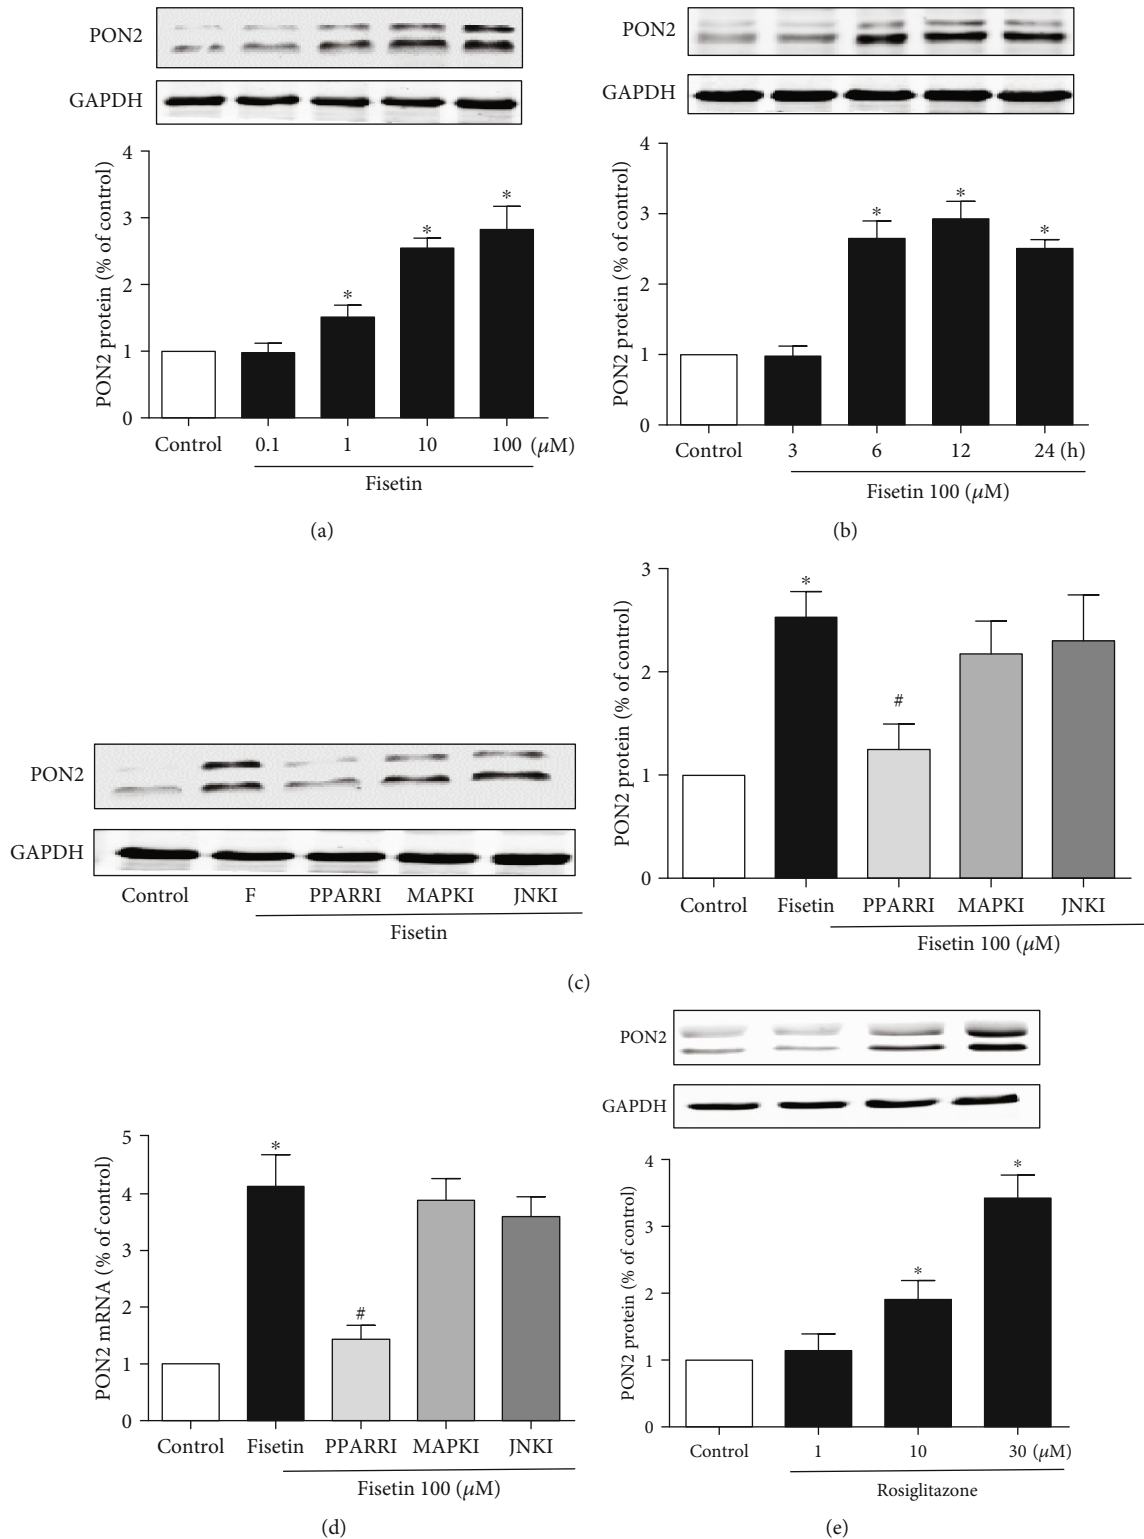 PON2
GAPDH
PON2 protein (% of control)
4
3
2
1
0
*
*
*
Control 0.1 1 10 100 (μM)
Fisetin
(a)
PON2
GAPDH
PON2 protein (% of control)
4
3
2
1
0
*
*
*
Control 3 6 12 24 (h)
Fisetin 100 (μM)
(b)
PON2
GAPDH
Control F PPARRI MAPKI JNKI
Fisetin
PON2 protein (% of control)
3
2
1
0
*
#
Control Fisetin PPARRI MAPKI JNKI
Fisetin 100 (μM)
(c)
PON2 mRNA (% of control)
5
4
3
2
1
0
*
#
Control Fisetin PPARRI MAPKI JNKI
Fisetin 100 (μM)
(d)
PON2
GAPDH
PON2 protein (% of control)
4
3
2
1
0
*
*
Control 1 10 30 (μM)
Rosiglitazone
(e)